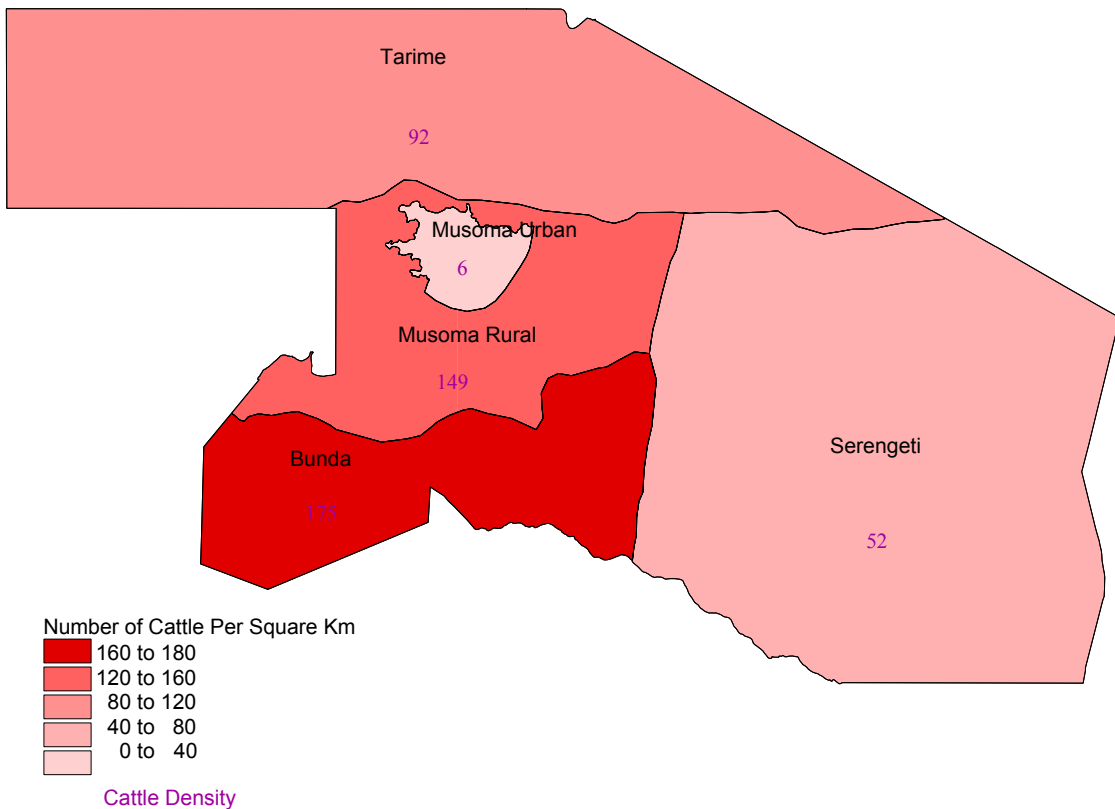 Tarime
92
Musoma Urban
6
Musoma Rural
149
Serengeti
Bunda
175
52
Number of Cattle Per Square Km
160 to 180
120 to 160
80 to 120
40 to 80
0 to 40
Cattle Density